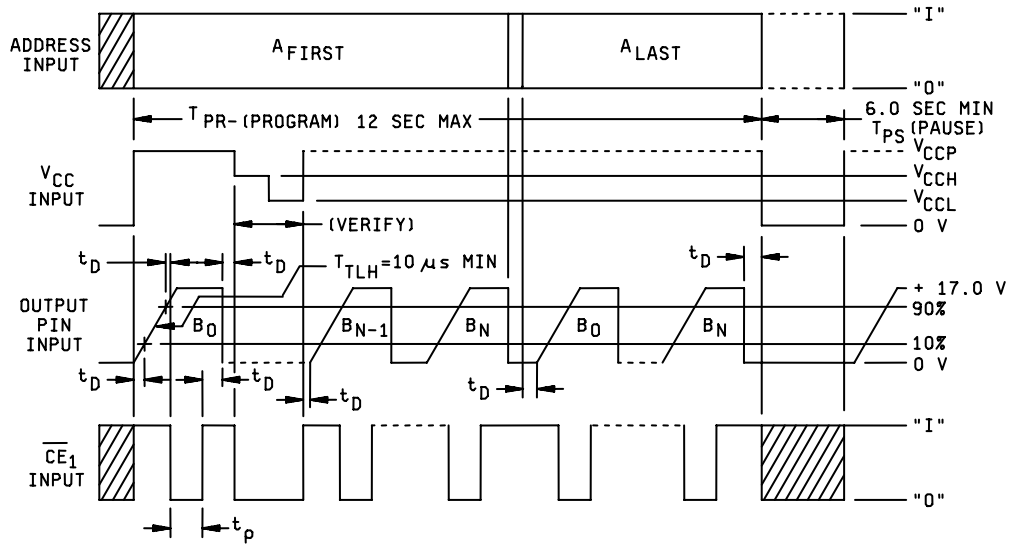 ADDRESS INPUT
A FIRST
A LAST
"I"
"O"
T PR-(PROGRAM) 12 SEC MAX
6.0 SEC MIN
T PS (PAUSE)
V CC INPUT
V CCP
V CCH
V CCL
0 V
(VERIFY)
t D
t D
T TLH =10 μs MIN
t D
OUTPUT PIN INPUT
B 0
B N-1
B N
B 0
B N
+ 17.0 V
90%
10%
0 V
t D
t D
t D
t D
CE̅ 1 INPUT
"I"
"O"
t p